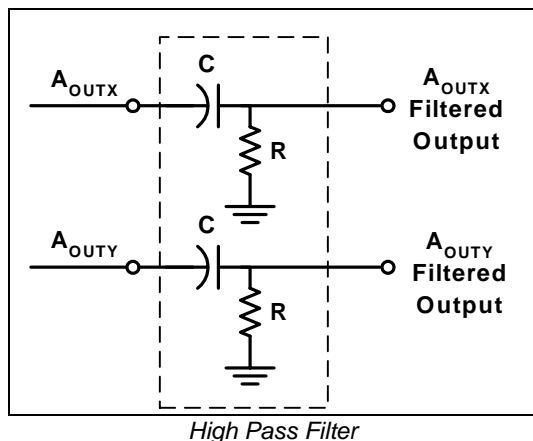 C
AOUTX
AOUTX
Filtered
Output
R
C
AOUTY
AOUTY
Filtered
Output
R
High Pass Filter